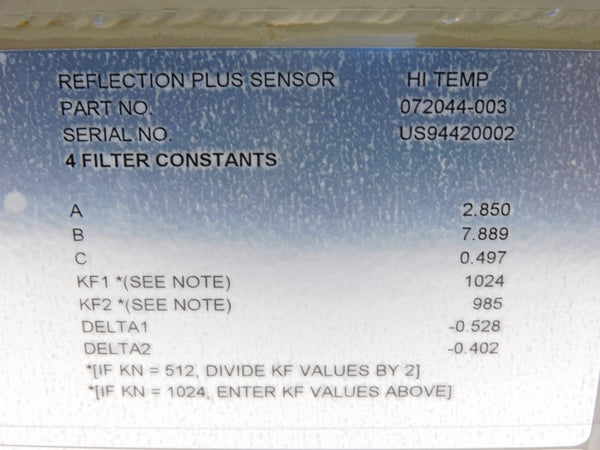 REFLECTION PLUS SENSOR HI TEMP
PART NO. 072044-003
SERIAL NO. US94420002
4 FILTER CONSTANTS
A 2.850
B 7.889
C 0.497
KF1 *(SEE NOTE) 1024
KF2 *(SEE NOTE) 985
DELTA1 -0.528
DELTA2 -0.402
*[IF KN = 512, DIVIDE KF VALUES BY 2]
*[IF KN = 1024, ENTER KF VALUES ABOVE]